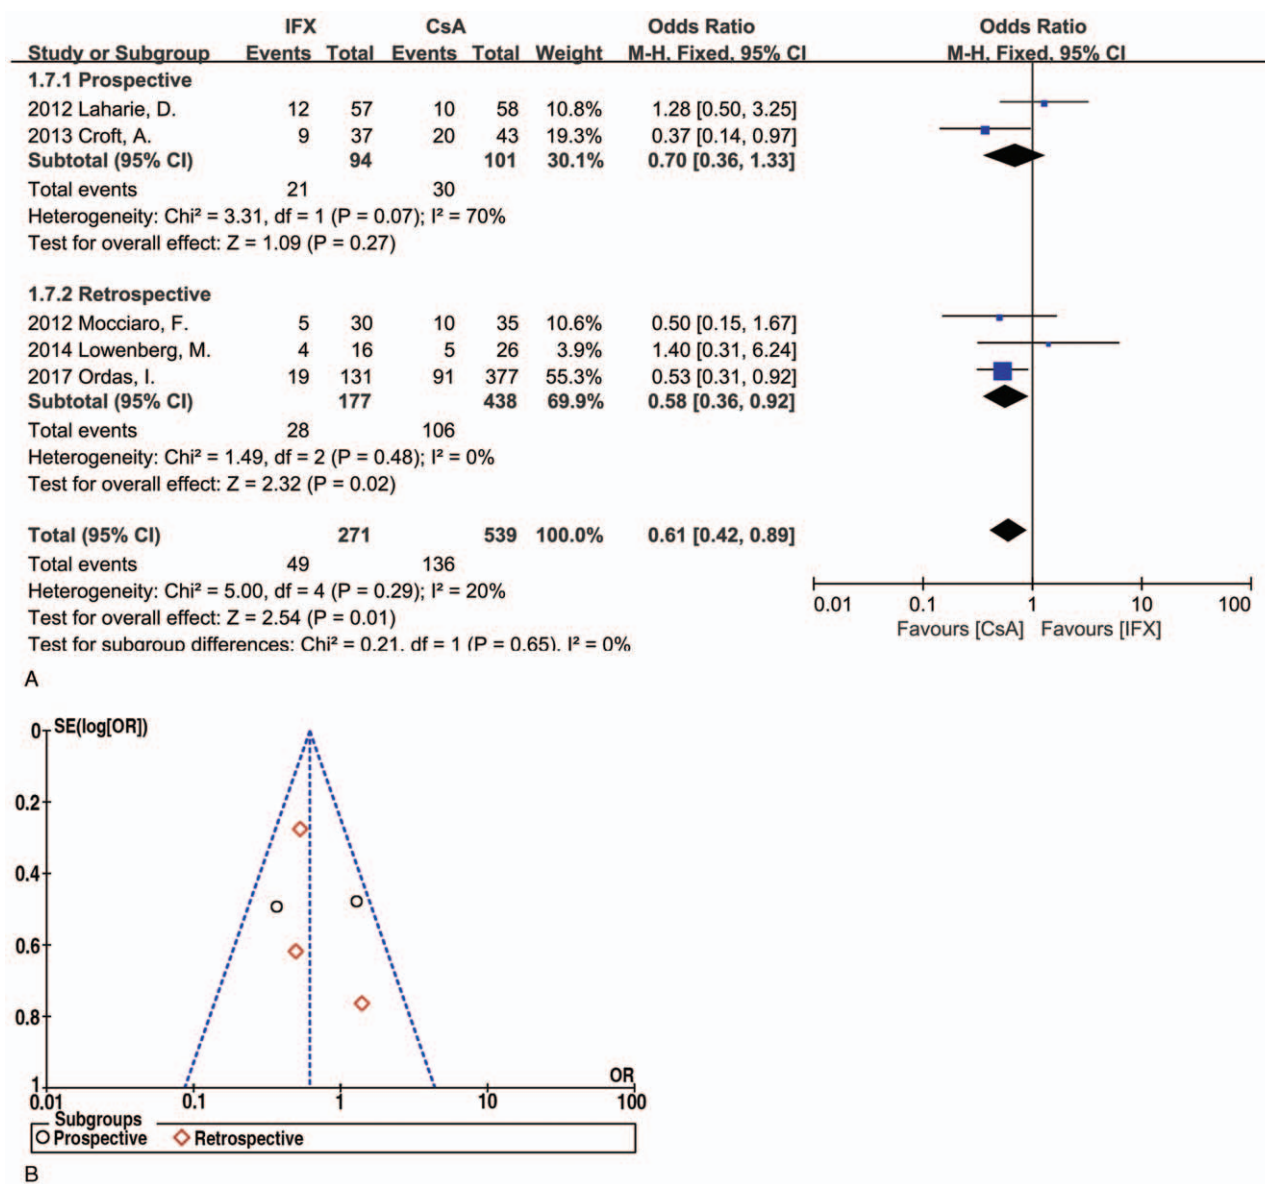 IFX CsA Odds Ratio Odds Ratio
Study or Subgroup Events Total Events Total Weight M-H. Fixed. 95% CI M-H. Fixed. 95% CI
1.7.1 Prospective
2012 Laharie, D. 12 57 10 58 10.8% 1.28 [0.50, 3.25]
2013 Croft, A. 9 37 20 43 19.3% 0.37 [0.14, 0.97]
Subtotal (95% CI) 94 101 30.1% 0.70 [0.36, 1.33]
Total events 21 30
Heterogeneity: Chi² = 3.31, df = 1 (P = 0.07); I² = 70%
Test for overall effect: Z = 1.09 (P = 0.27)
1.7.2 Retrospective
2012 Mocciaro, F. 5 30 10 35 10.6% 0.50 [0.15, 1.67]
2014 Lowenberg, M. 4 16 5 26 3.9% 1.40 [0.31, 6.24]
2017 Ordas, I. 19 131 91 377 55.3% 0.53 [0.31, 0.92]
Subtotal (95% CI) 177 438 69.9% 0.58 [0.36, 0.92]
Total events 28 106
Heterogeneity: Chi² = 1.49, df = 2 (P = 0.48); I² = 0%
Test for overall effect: Z = 2.32 (P = 0.02)
Total (95% CI) 271 539 100.0% 0.61 [0.42, 0.89]
Total events 49 136
Heterogeneity: Chi² = 5.00, df = 4 (P = 0.29); I² = 20%
Test for overall effect: Z = 2.54 (P = 0.01)
Test for subgroup differences: Chi² = 0.21. df = 1 (P = 0.65). I² = 0%
0.01 0.1 1 10 100
Favours [CsA] Favours [IFX]
A
SE(log[OR])
0
0.2
0.4
0.6
0.8
1
OR
0.01 0.1 1 10 100
Subgroups
Prospective Retrospective
B